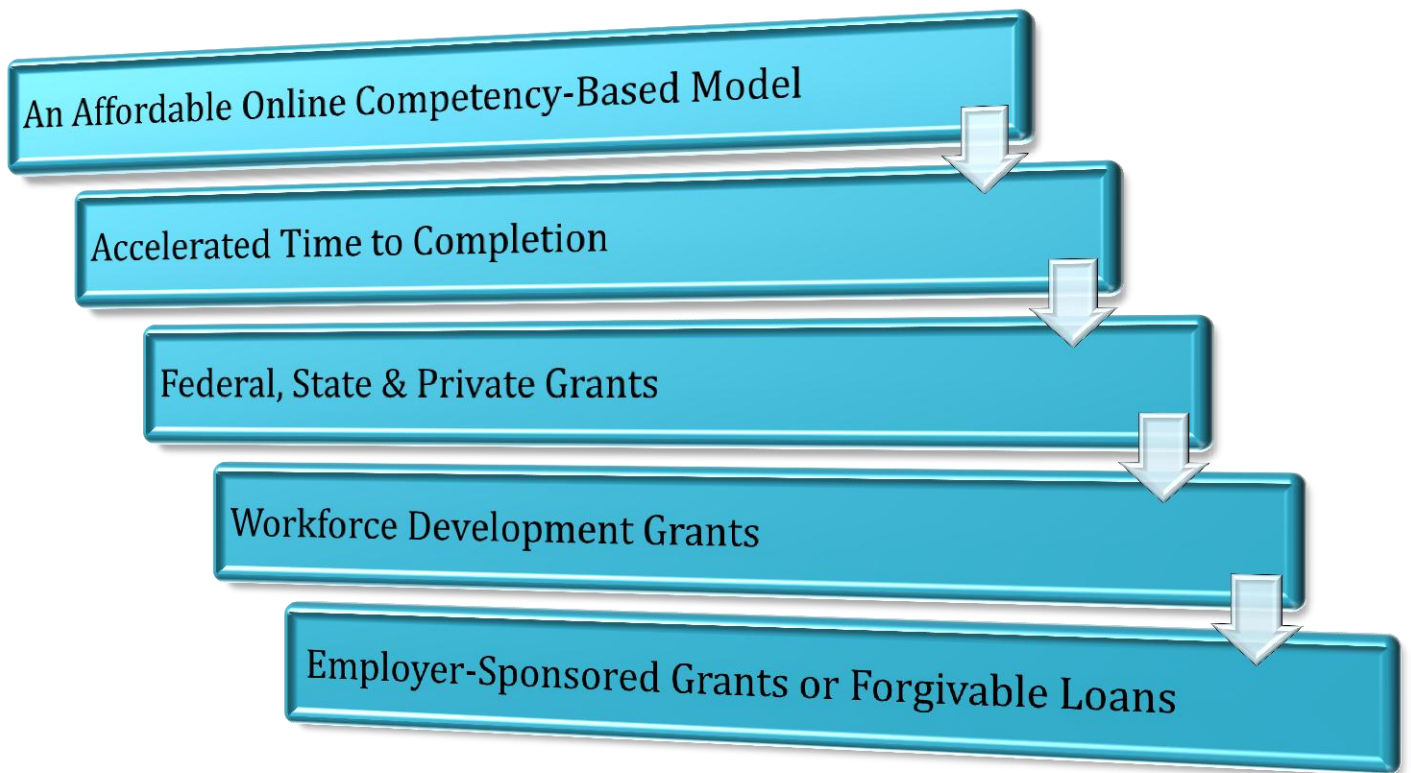 An Affordable Online Competency-Based Model
Accelerated Time to Completion
Federal, State & Private Grants
Workforce Development Grants
Employer-Sponsored Grants or Forgivable Loans